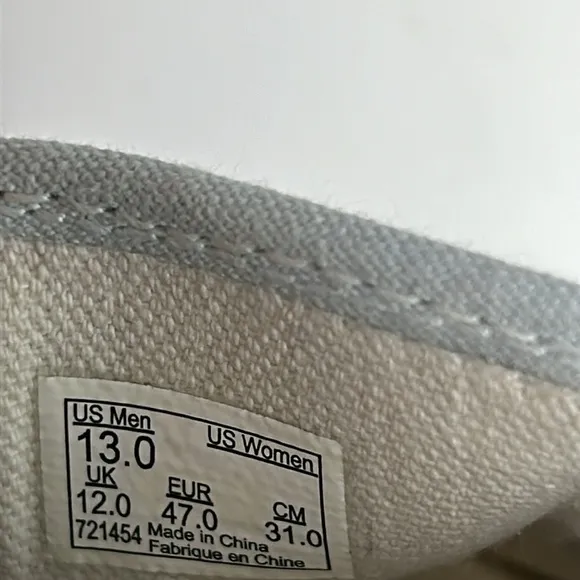 US Men US Women
13.0
UK EUR CM
12.0 47.0 31.0
721454 Made in China
Fabrique en Chine